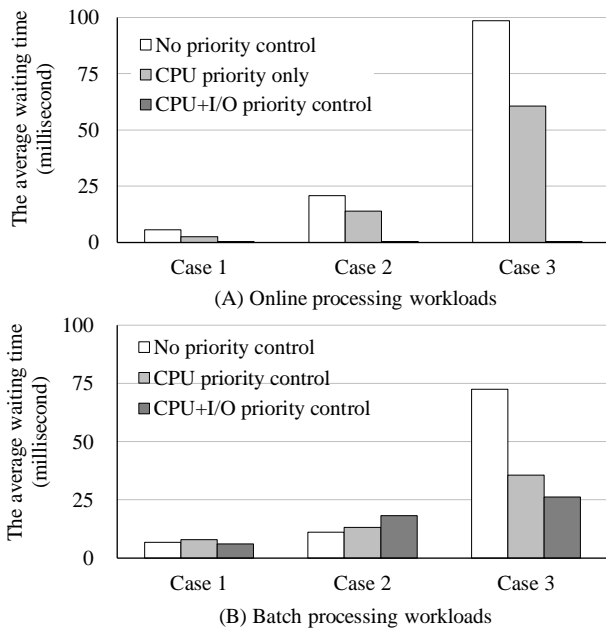 The average waiting time
(millisecond)
100
75
50
25
0
No priority control
CPU priority only
CPU+I/O priority control
Case 1
Case 2
Case 3
(A) Online processing workloads
The average waiting time
(millisecond)
100
75
50
25
0
No priority control
CPU priority control
CPU+I/O priority control
Case 1
Case 2
Case 3
(B) Batch processing workloads